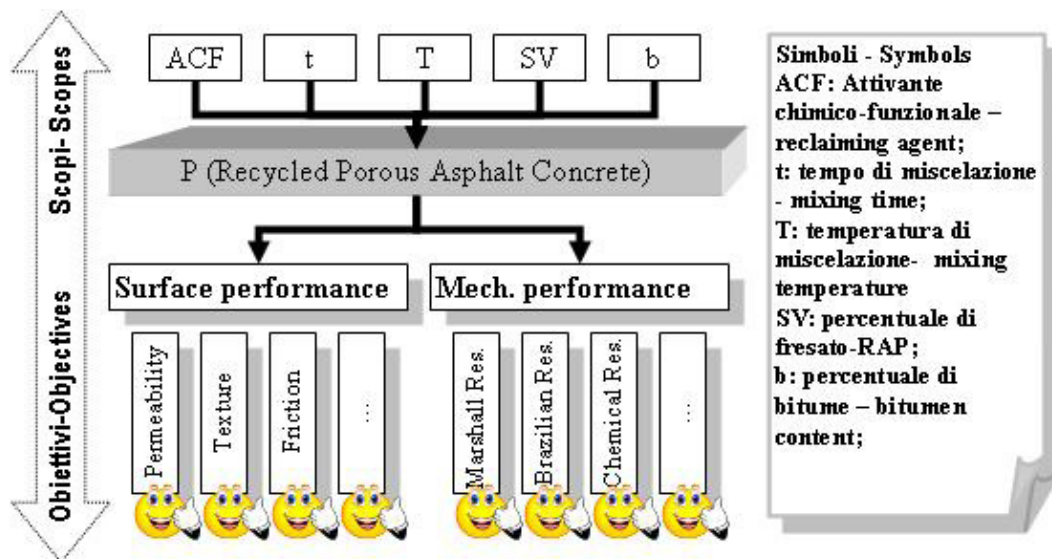 Scopi- Scopes
Obiettivi-Objectives
ACF
t
T
SV
b
P (Recycled Porous Asphalt Concrete)
Surface performance
Mech. performance
Permeability
Texture
Friction
...
Marshall Res.
Brazilian Res.
Chemical Res.
...
Simboli - Symbols
ACF: Attivante
chimico-funzionale –
reclaiming agent;
t: tempo di miscelazione
- mixing time;
T: temperatura di
miscelazione- mixing
temperature
SV: percentuale di
fresato-RAP;
b: percentuale di
bitume – bitumen
content;